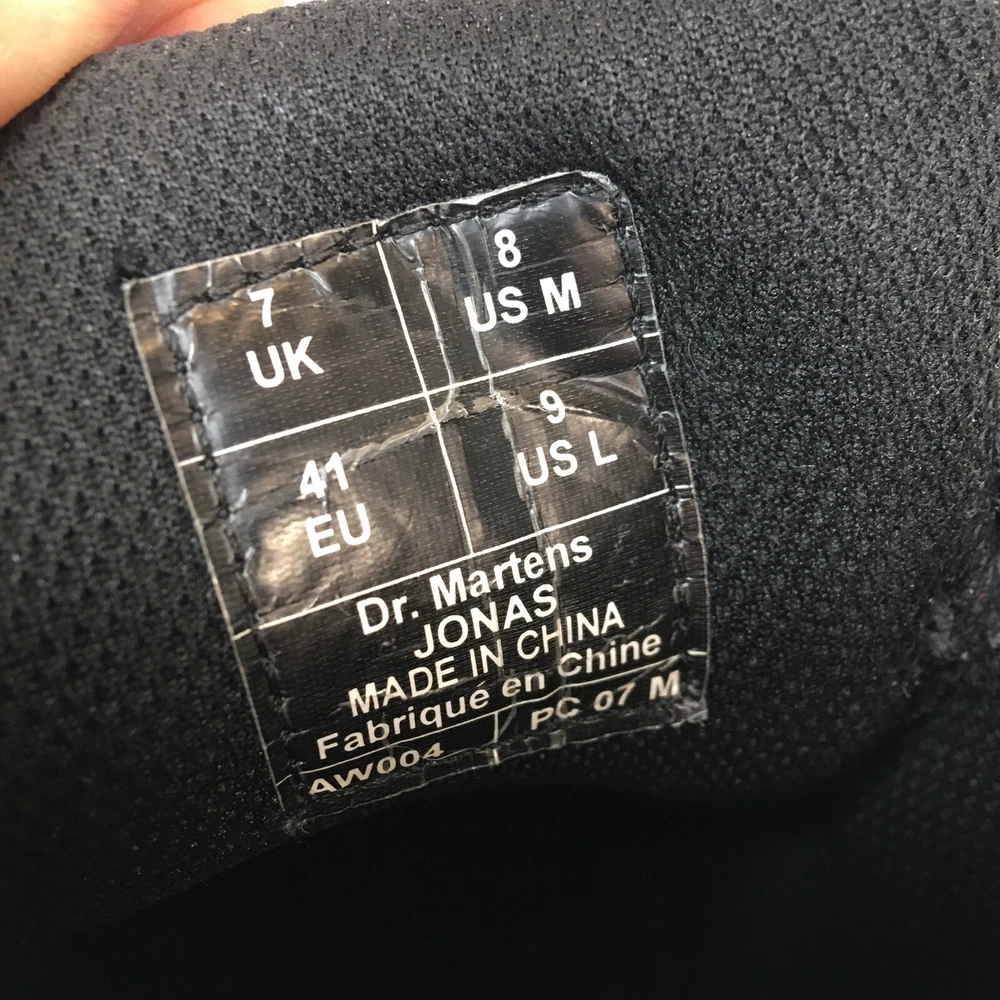 7
UK
8
US M
41
EU
9
US L
Dr. Martens
JONAS
MADE IN CHINA
Fabriqué en Chine
AW004
PC 07 M